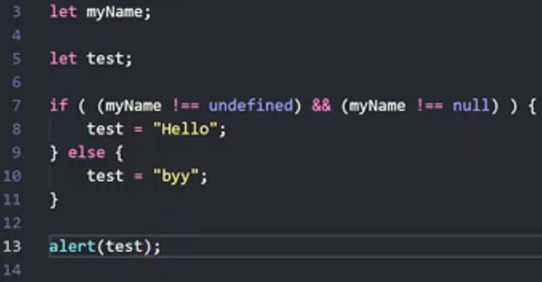 3 let myName;
4
5 let test;
6
7 if ( (myName !== undefined) && (myName !== null) ) {
8 test = "Hello";
9 } else {
10 test = "byy";
11 }
12
13 alert(test);
14